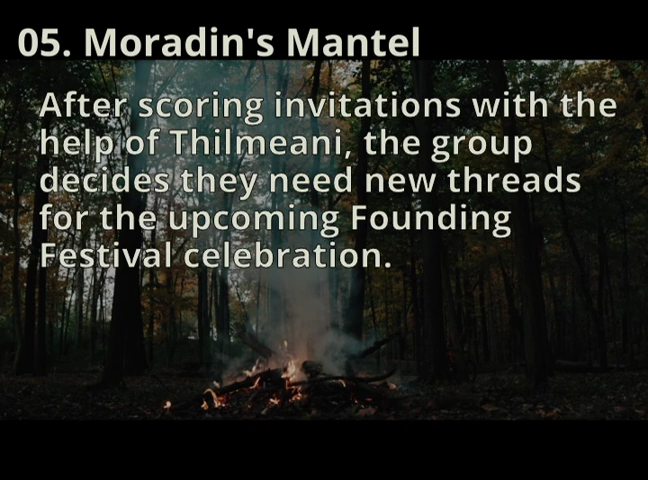 05. Moradin's Mantel
After scoring invitations with the
help of Thilmeani, the group
decides they need new threads
for the upcoming Founding
Festival celebration.